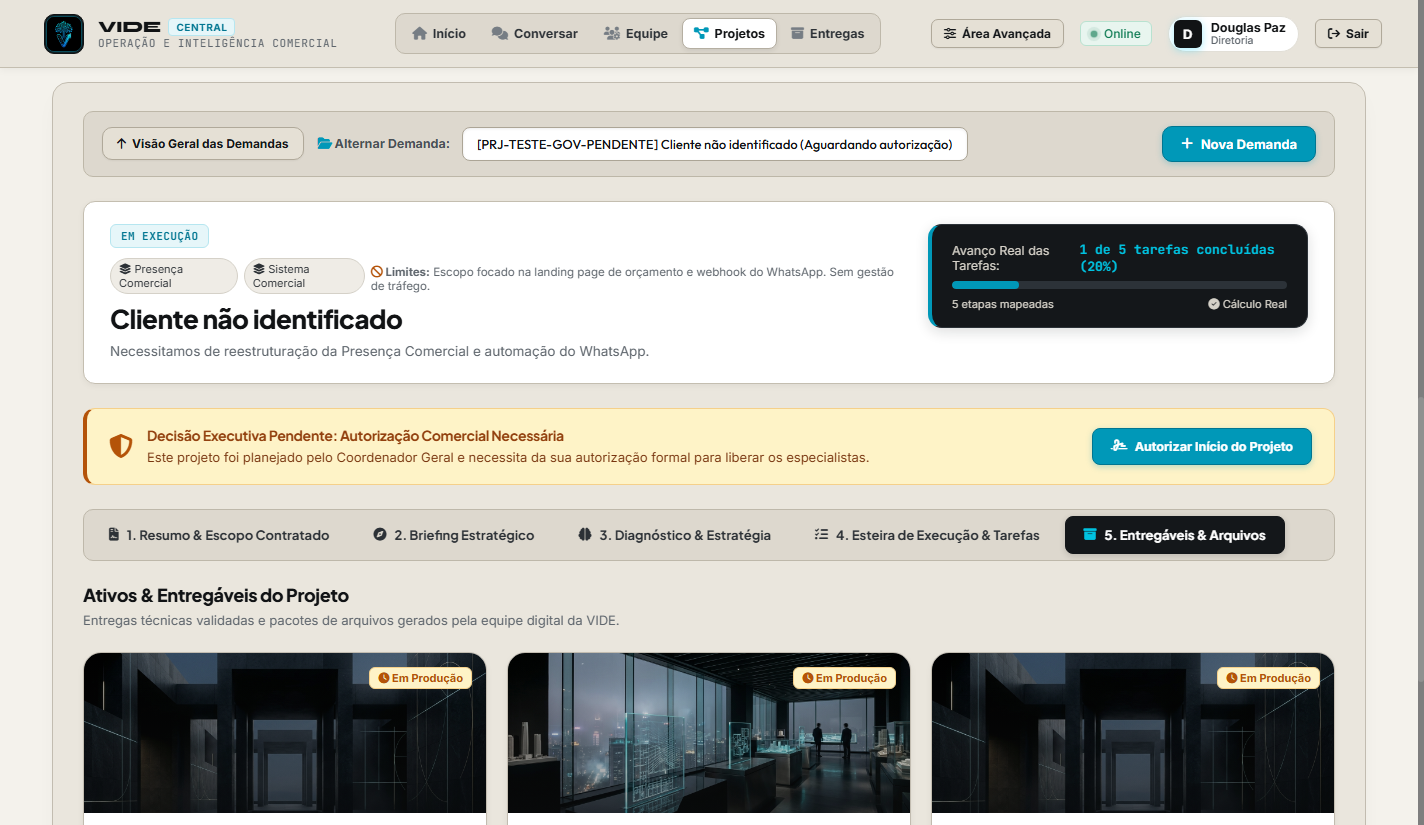 VIDE CENTRAL
OPERAÇÃO E INTELIGÊNCIA COMERCIAL
Início
Conversar
Equipe
Projetos
Entregas
Área Avançada
Online
D
Douglas Paz
Diretoria
Sair
Visão Geral das Demandas
Alternar Demanda:
[PRJ-TESTE-GOV-PENDENTE] Cliente não identificado (Aguardando autorização)
Nova Demanda
EM EXECUÇÃO
Presença
Comercial
Sistema
Comercial
Limites: Escopo focado na landing page de orçamento e webhook do WhatsApp. Sem gestão
de tráfego.
Cliente não identificado
Necessitamos de reestruturação da Presença Comercial e automação do WhatsApp.
Avanço Real das
Tarefas:
1 de 5 tarefas concluídas
(20%)
5 etapas mapeadas
Cálculo Real
Decisão Executiva Pendente: Autorização Comercial Necessária
Este projeto foi planejado pelo Coordenador Geral e necessita da sua autorização formal para liberar os especialistas.
Autorizar Início do Projeto
1. Resumo & Escopo Contratado
2. Briefing Estratégico
3. Diagnóstico & Estratégia
4. Esteira de Execução & Tarefas
5. Entregáveis & Arquivos
Ativos & Entregáveis do Projeto
Entregas técnicas validadas e pacotes de arquivos gerados pela equipe digital da VIDE.
Em Produção
Em Produção
Em Produção